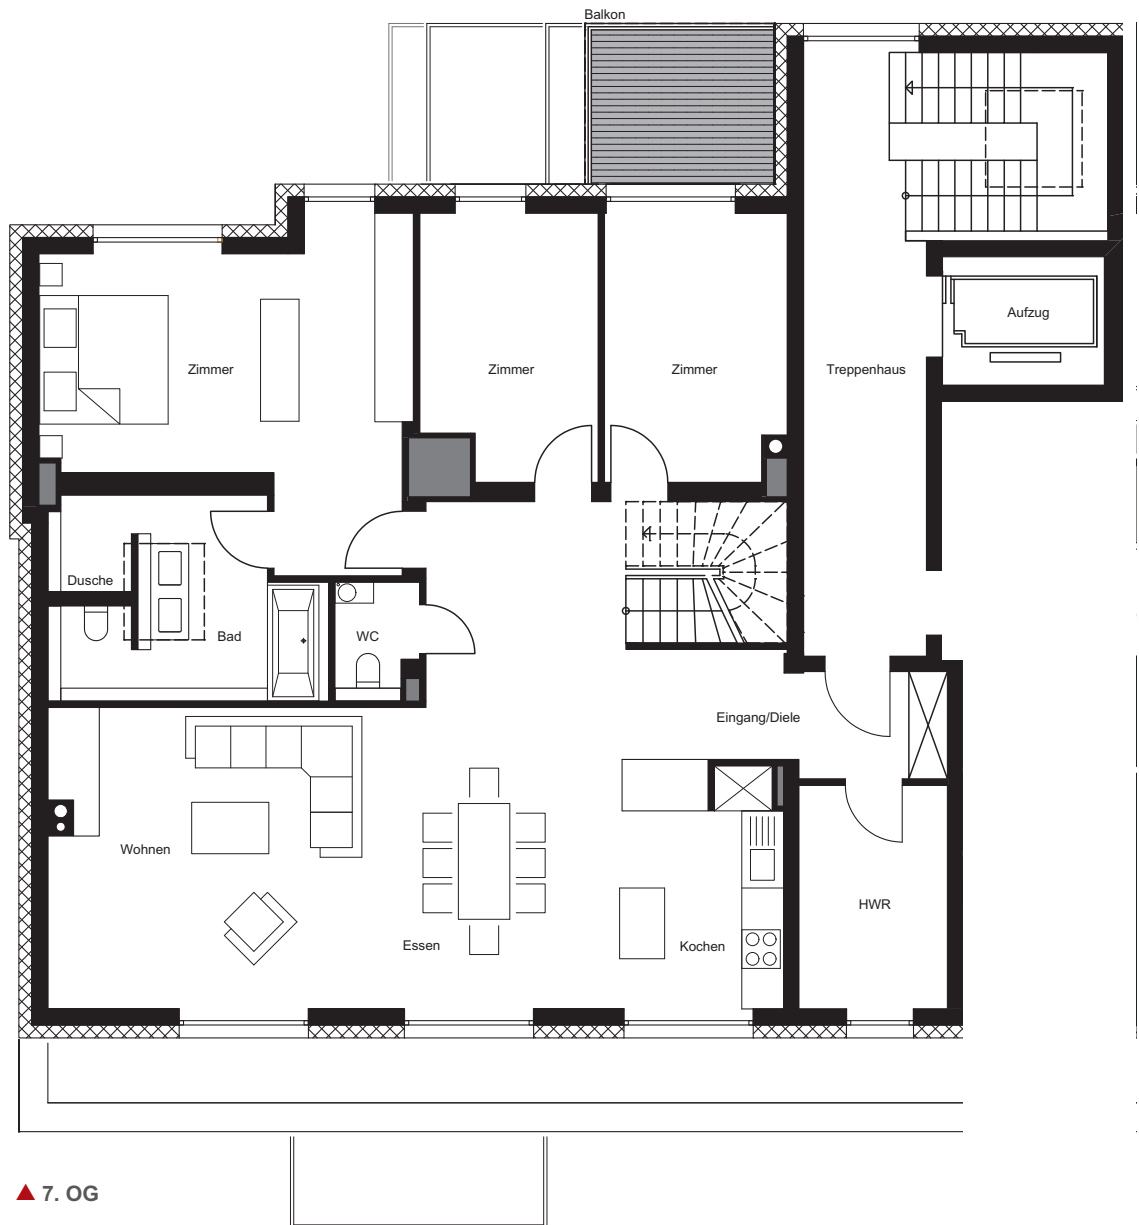 Balkon
Aufzug
Zimmer
Zimmer
Zimmer
Treppenhaus
Dusche
Bad
WC
Eingang/Diele
Wohnen
HWR
Essen
Kochen
7. OG